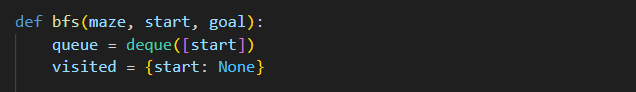 def bfs(maze, start, goal):
    queue = deque([start])
    visited = {start: None}